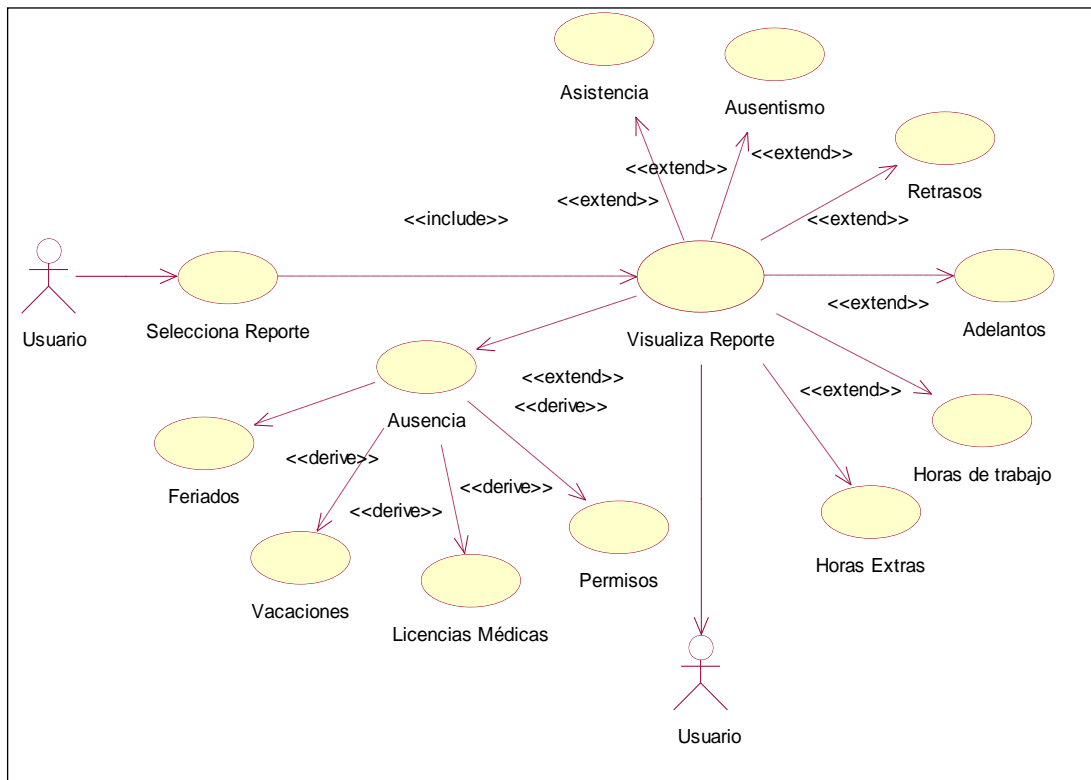 Asistencia
Ausentismo
<<extend>>
<<extend>>
Retrasos
<<extend>>
<<include>>
<<extend>>
Usuario
Selecciona Reporte
Visualiza Reporte
<<extend>>
Adelantos
<<extend>>
<<derive>>
<<extend>>
Ausencia
Feriados
<<derive>>
<<derive>>
Horas de trabajo
<<derive>>
Permisos
Horas Extras
Vacaciones
Licencias Médicas
Usuario